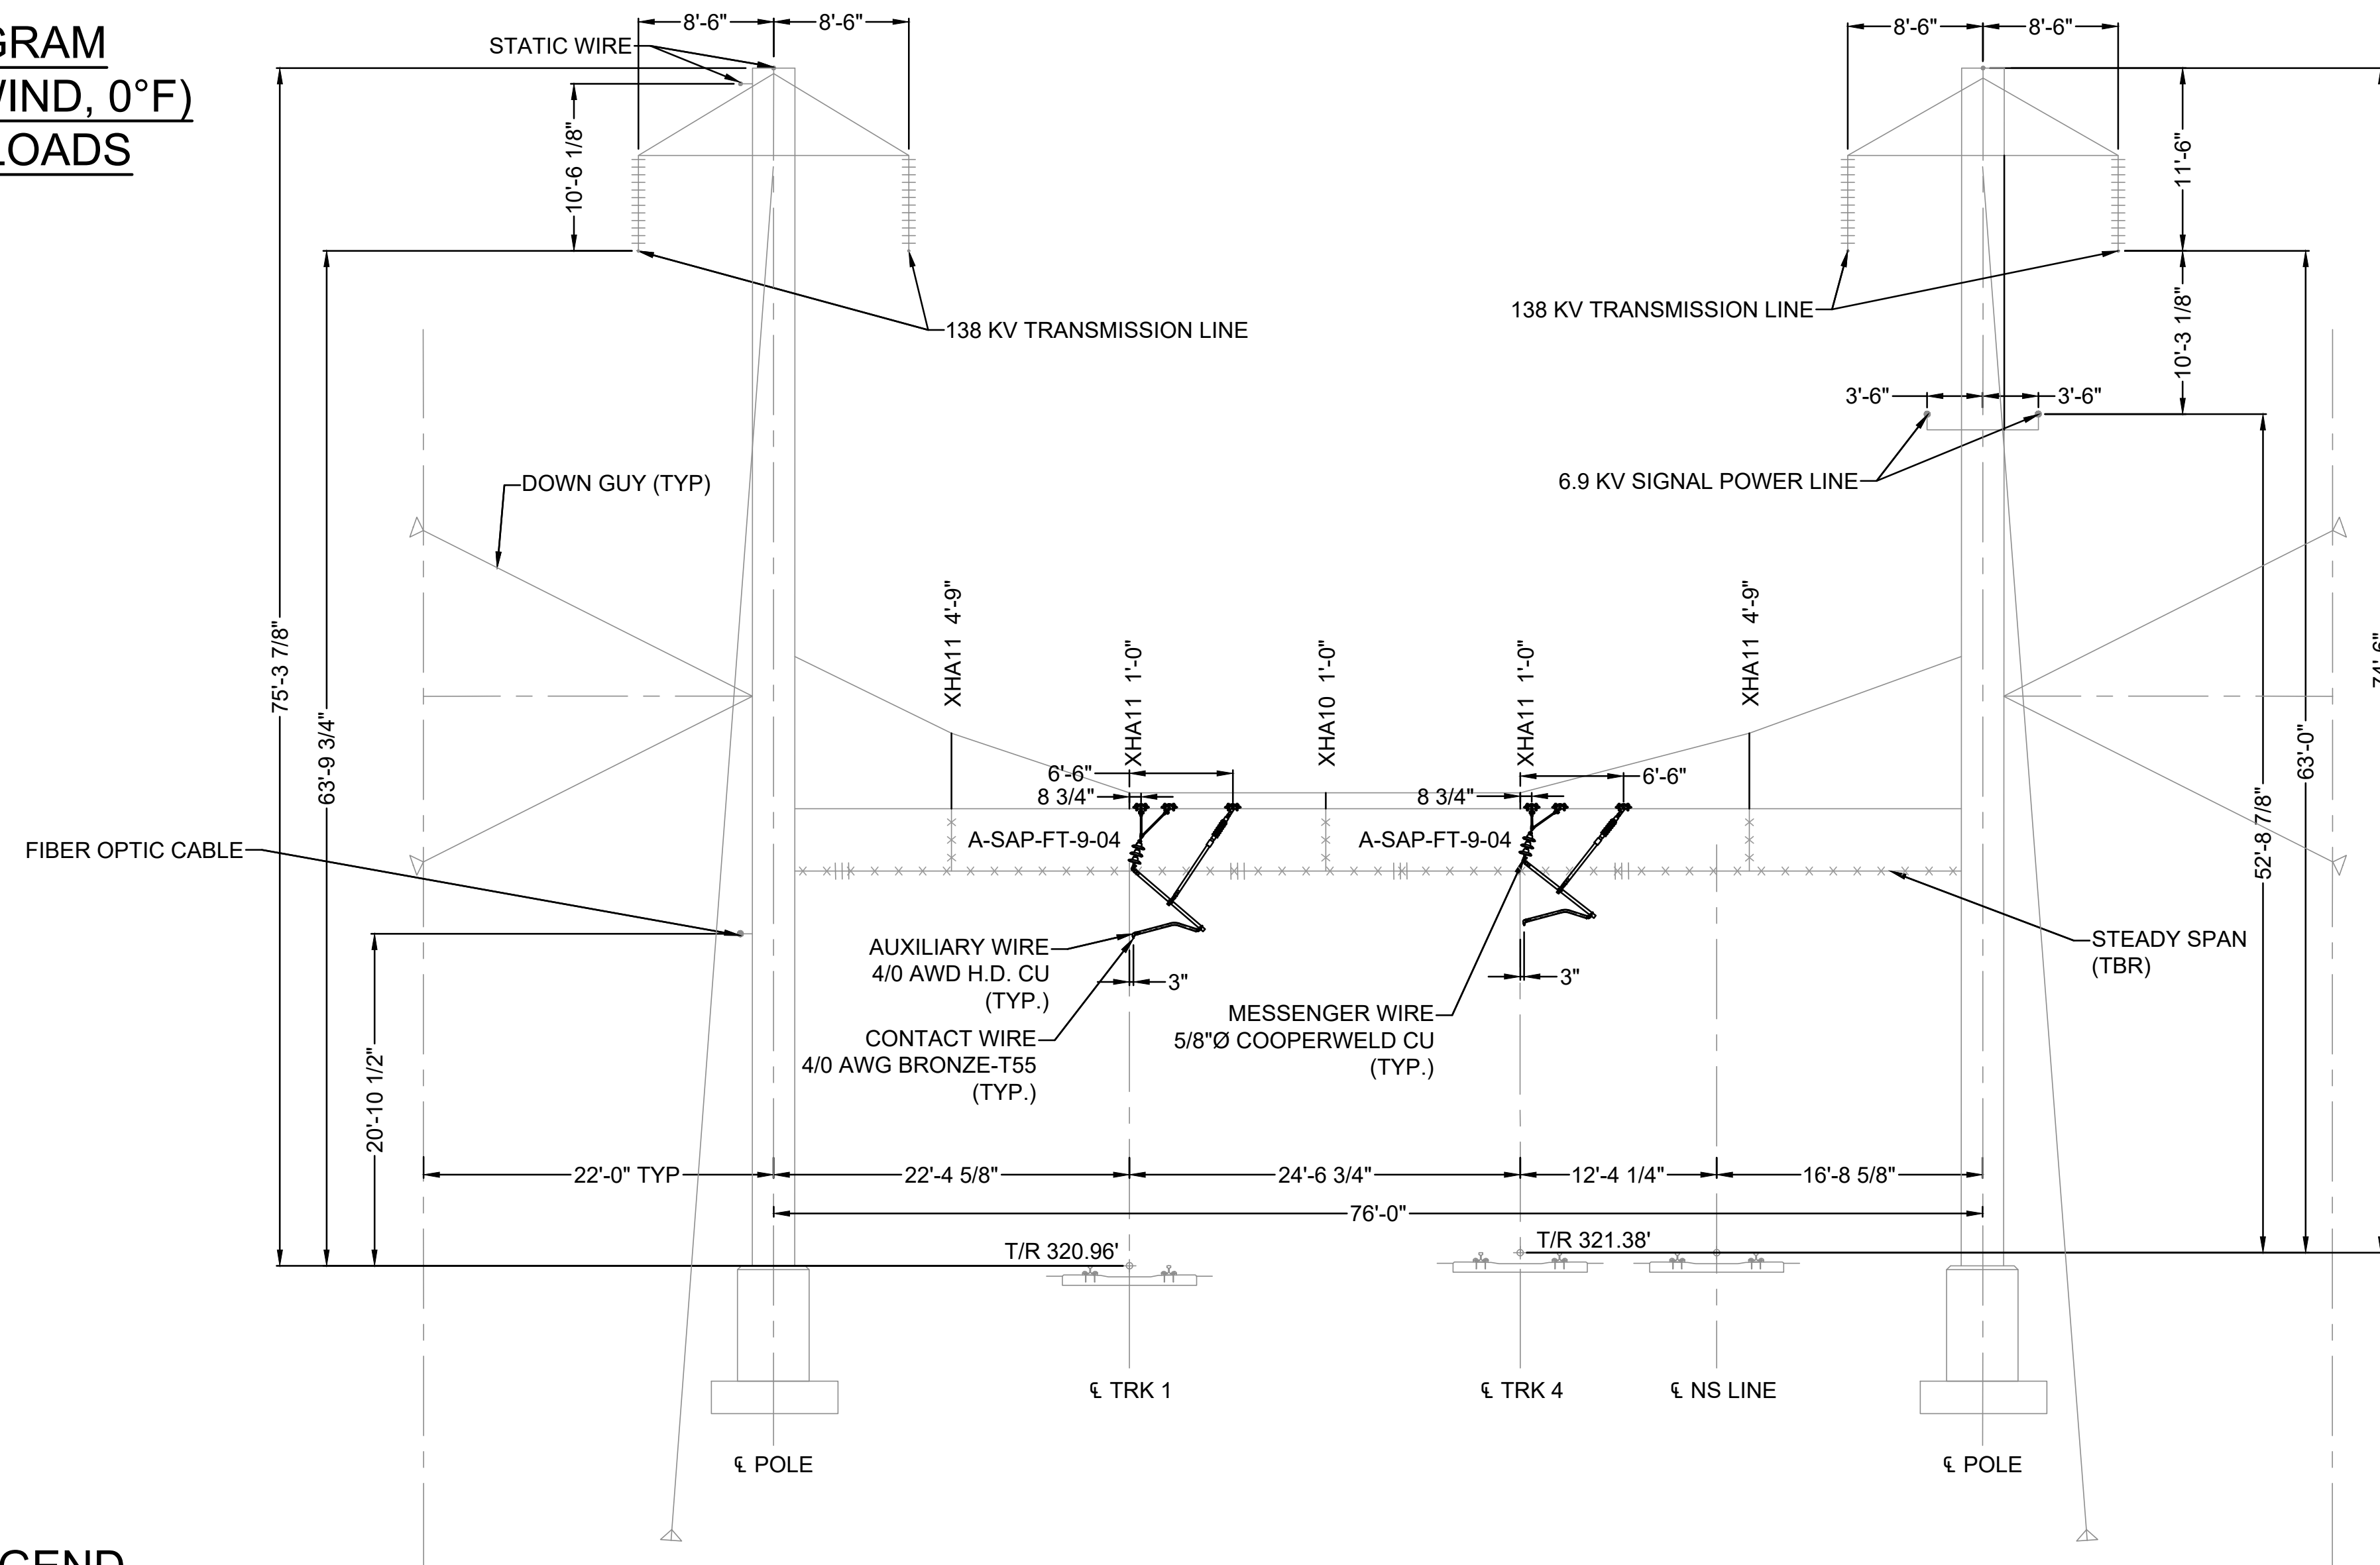 GRAM
WIND, 0°F)
LOADS
8'-6" 8'-6"
STATIC WIRE
8'-6" 8'-6"
10'-6 1/8"
11'-6"
138 KV TRANSMISSION LINE
138 KV TRANSMISSION LINE
10'-3 1/8"
3'-6" 3'-6"
DOWN GUY (TYP)
6.9 KV SIGNAL POWER LINE
75'-3 7/8"
63'-9 3/4"
XHA11 4'-9"
XHA11 1'-0"
XHA10 1'-0"
XHA11 1'-0"
XHA11 4'-9"
74'-6"
63'-0"
52'-8 7/8"
6'-6"
6'-6"
8 3/4"
8 3/4"
A-SAP-FT-9-04
A-SAP-FT-9-04
FIBER OPTIC CABLE
AUXILIARY WIRE
4/0 AWD H.D. CU
(TYP.)
3"
3"
STEADY SPAN
(TBR)
MESSENGER WIRE
5/8"Ø COOPERWELD CU
(TYP.)
CONTACT WIRE
4/0 AWG BRONZE-T55
(TYP.)
20'-10 1/2"
22'-0" TYP 22'-4 5/8" 24'-6 3/4" 12'-4 1/4" 16'-8 5/8"
76'-0"
T/R 320.96'
T/R 321.38'
℄ TRK 1
℄ TRK 4
℄ NS LINE
℄ POLE
℄ POLE
GEND